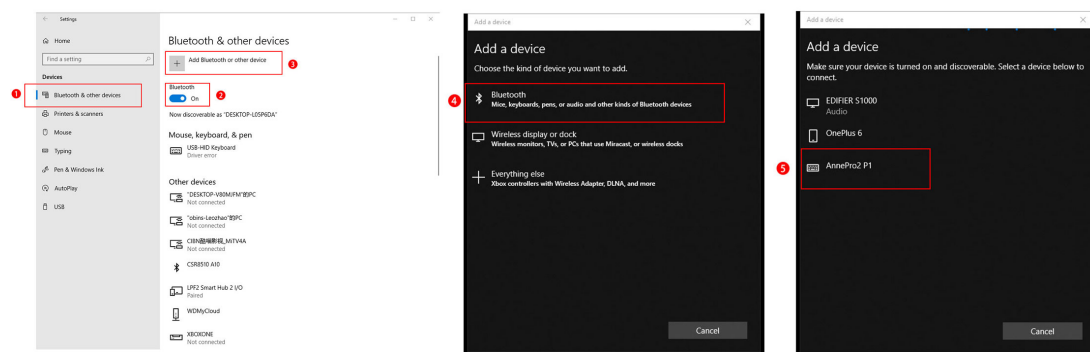 Settings
Home
Find a setting
Devices
1
Bluetooth & other devices
Printers & scanners
Mouse
Typing
Pen & Windows Ink
AutoPlay
USB
Bluetooth & other devices
Add Bluetooth or other device
3
Bluetooth
On
2
Now discoverable as "DESKTOP-L05P6DA"
Mouse, keyboard, & pen
USB-HID Keyboard
Driver error
Other devices
Not connected
"obins-Leozhao"的PC
Not connected
Not connected
CSR8510 A10
LPF2 Smart Hub 2 I/O
Paired
WDMyCloud
XBOXONE
Not connected
Add a device
Add a device
Choose the kind of device you want to add.
4
Bluetooth
Mice, keyboards, pens, or audio and other kinds of Bluetooth devices
Wireless display or dock
Wireless monitors, TVs, or PCs that use Miracast, or wireless docks
Everything else
Xbox controllers with Wireless Adapter, DLNA, and more
Cancel
Add a device
Add a device
Make sure your device is turned on and discoverable. Select a device below to
connect.
EDIFIER S1000
Audio
OnePlus 6
5
AnnePro2 P1
Cancel